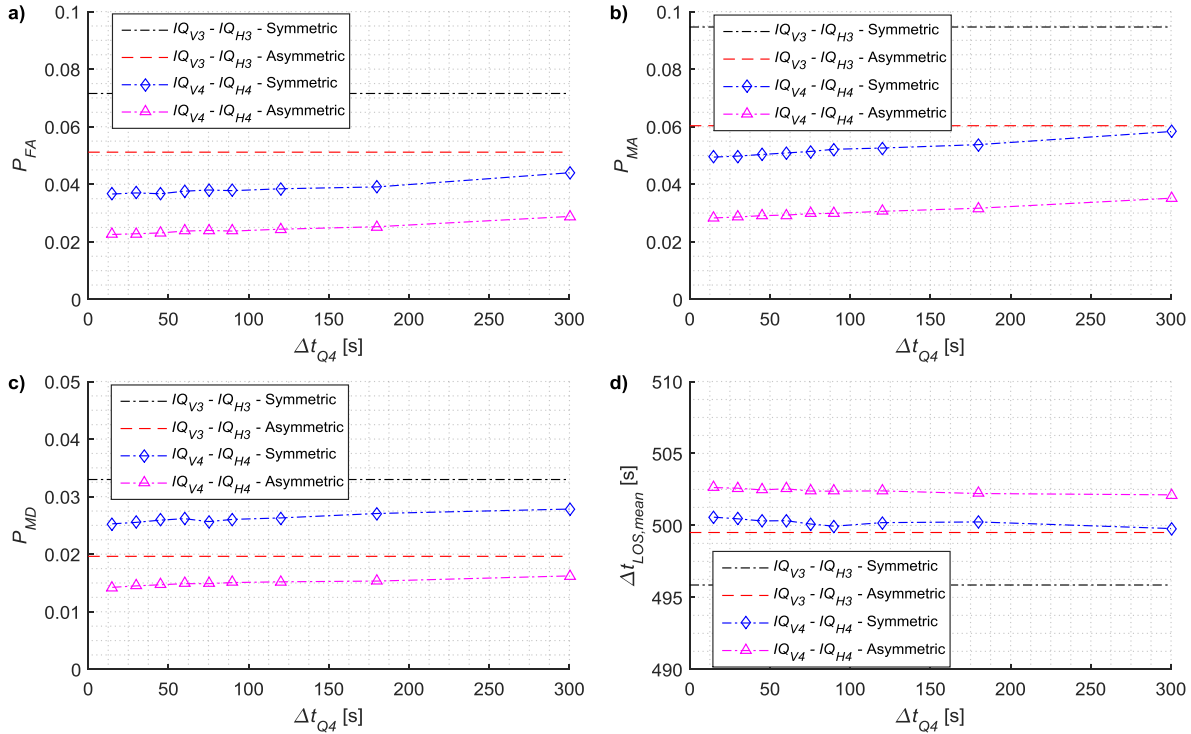 a)
0.1
0.08
0.06
0.04
0.02
0
P_FA
IQ_V3 - IQ_H3 - Symmetric
IQ_V3 - IQ_H3 - Asymmetric
IQ_V4 - IQ_H4 - Symmetric
IQ_V4 - IQ_H4 - Asymmetric
0 50 100 150 200 250 300
Δt_Q4 [s]
b)
0.1
0.08
0.06
0.04
0.02
0
P_MA
IQ_V3 - IQ_H3 - Symmetric
IQ_V3 - IQ_H3 - Asymmetric
IQ_V4 - IQ_H4 - Symmetric
IQ_V4 - IQ_H4 - Asymmetric
0 50 100 150 200 250 300
Δt_Q4 [s]
c)
0.05
0.04
0.03
0.02
0.01
0
P_MD
IQ_V3 - IQ_H3 - Symmetric
IQ_V3 - IQ_H3 - Asymmetric
IQ_V4 - IQ_H4 - Symmetric
IQ_V4 - IQ_H4 - Asymmetric
0 50 100 150 200 250 300
Δt_Q4 [s]
d)
510
505
500
495
490
Δt_LOS,mean [s]
IQ_V3 - IQ_H3 - Symmetric
IQ_V3 - IQ_H3 - Asymmetric
IQ_V4 - IQ_H4 - Symmetric
IQ_V4 - IQ_H4 - Asymmetric
0 50 100 150 200 250 300
Δt_Q4 [s]